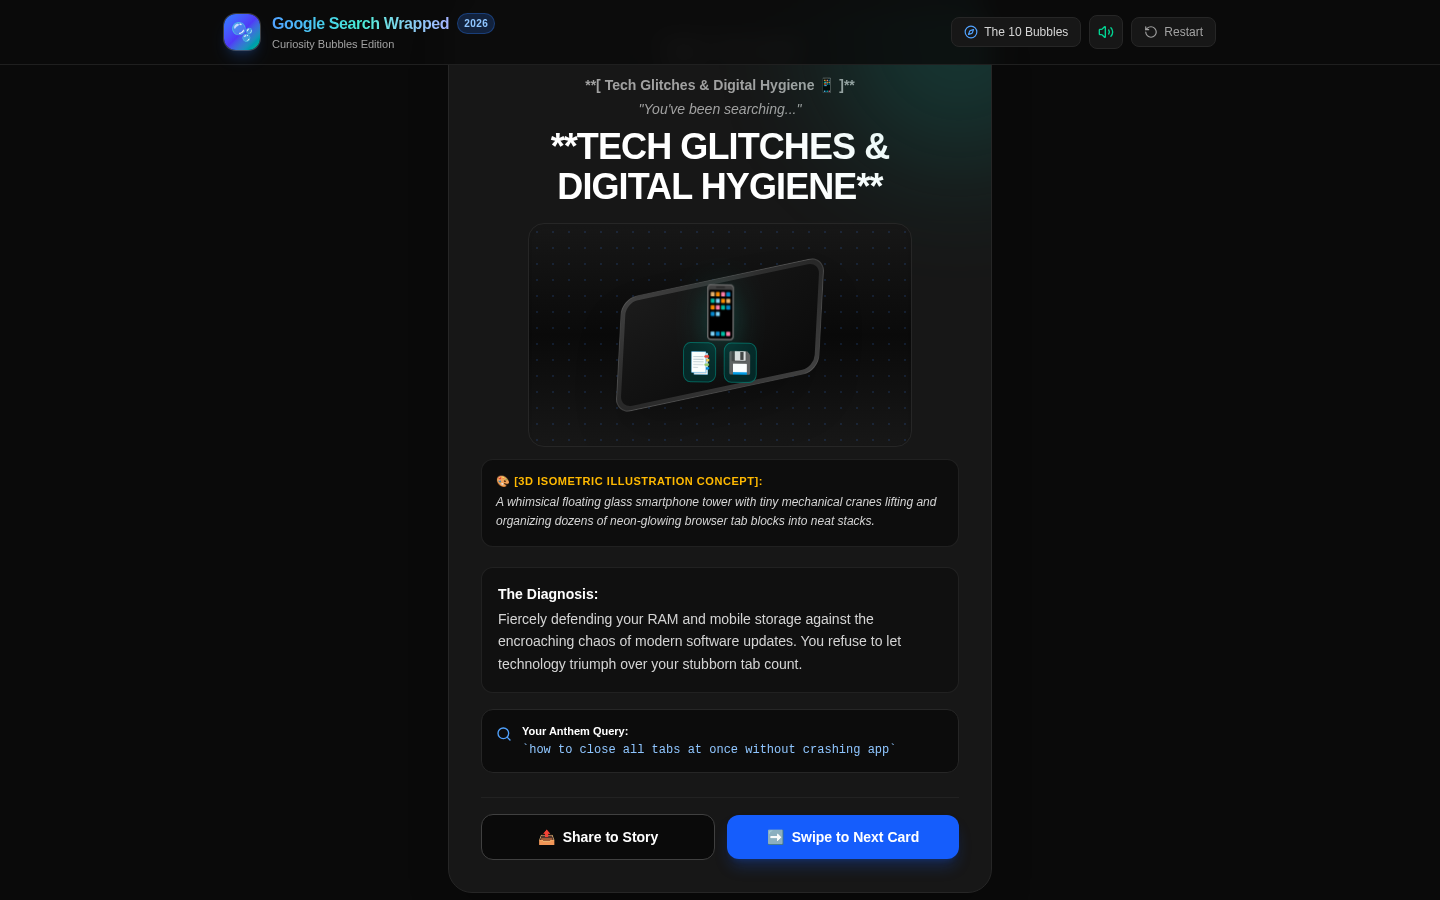 Google Search Wrapped 2026
Curiosity Bubbles Edition
The 10 Bubbles
Restart
**[ Tech Glitches & Digital Hygiene 📱 ]**
"You've been searching..."
**TECH GLITCHES &
DIGITAL HYGIENE**
🎨 [3D ISOMETRIC ILLUSTRATION CONCEPT]:
A whimsical floating glass smartphone tower with tiny mechanical cranes lifting and
organizing dozens of neon-glowing browser tab blocks into neat stacks.
The Diagnosis:
Fiercely defending your RAM and mobile storage against the
encroaching chaos of modern software updates. You refuse to let
technology triumph over your stubborn tab count.
Your Anthem Query:
`how to close all tabs at once without crashing app`
📤 Share to Story
➡️ Swipe to Next Card